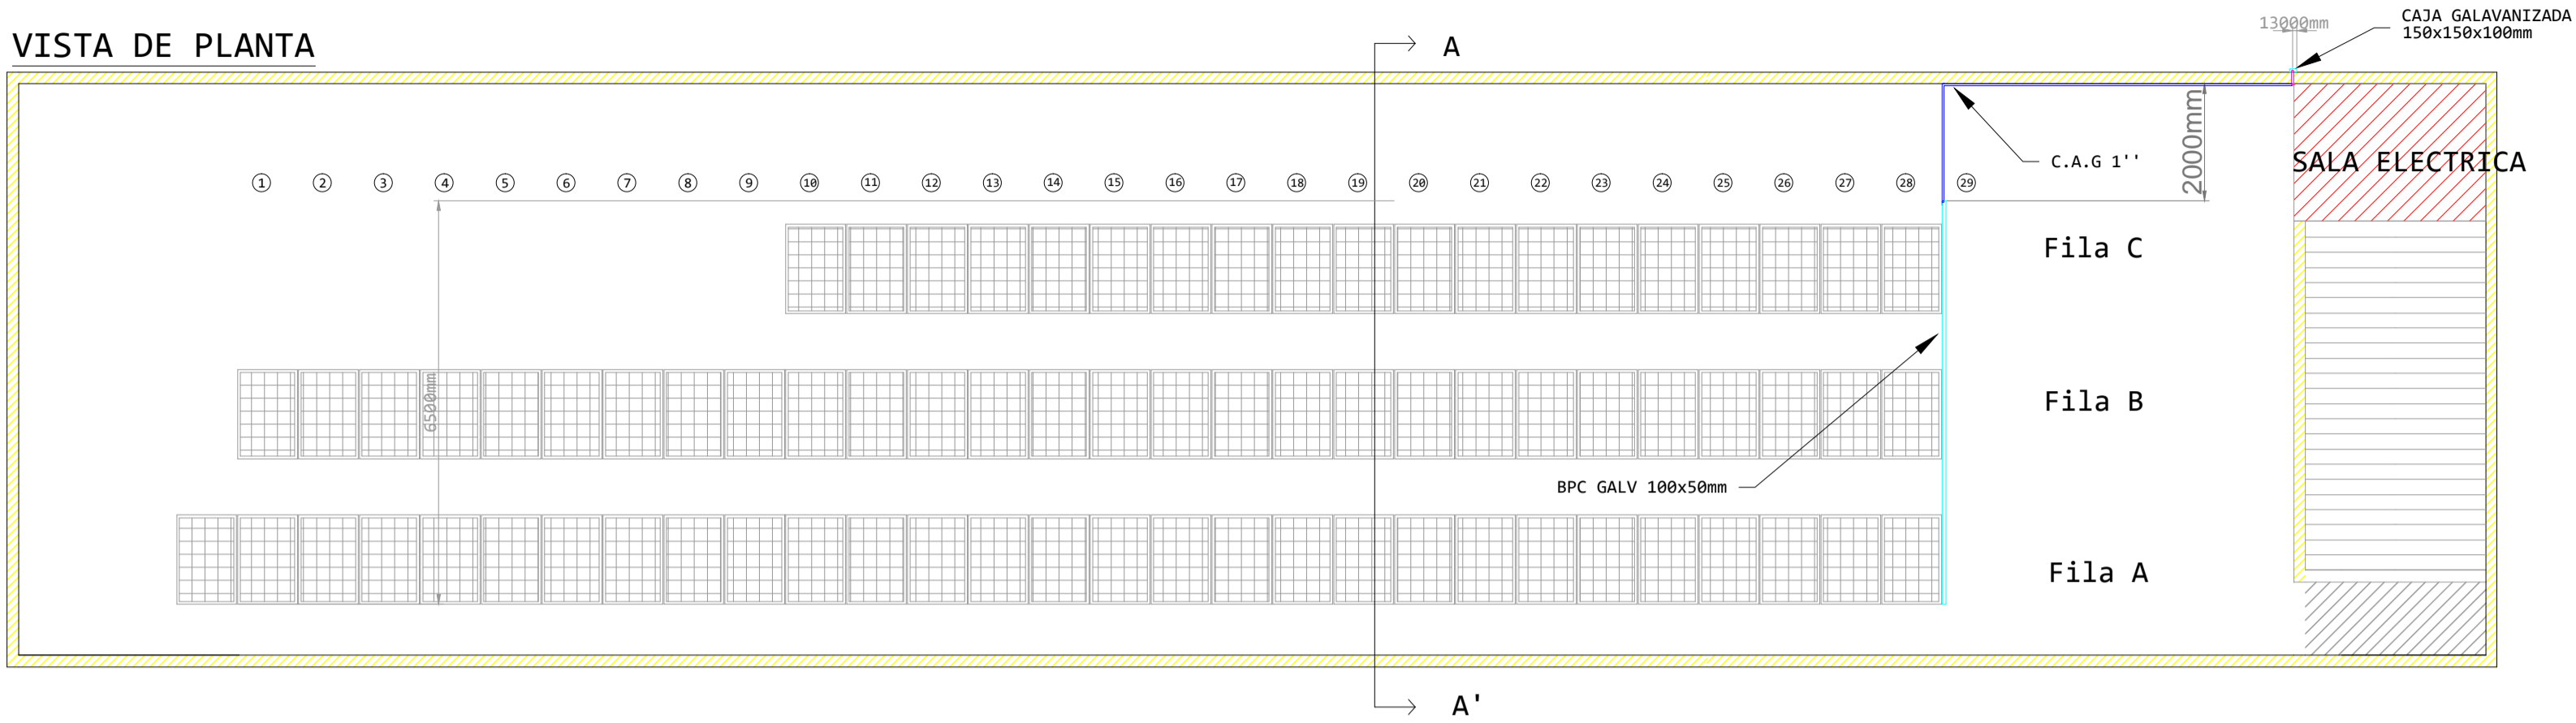 VISTA DE PLANTA
A
13000mm
CAJA GALAVANIZADA
150x150x100mm
2000mm
C.A.G 1''
SALA ELECTRICA
1 2 3 4 5 6 7 8 9 10 11 12 13 14 15 16 17 18 19 20 21 22 23 24 25 26 27 28 29
Fila C
6500mm
Fila B
BPC GALV 100x50mm
Fila A
A'